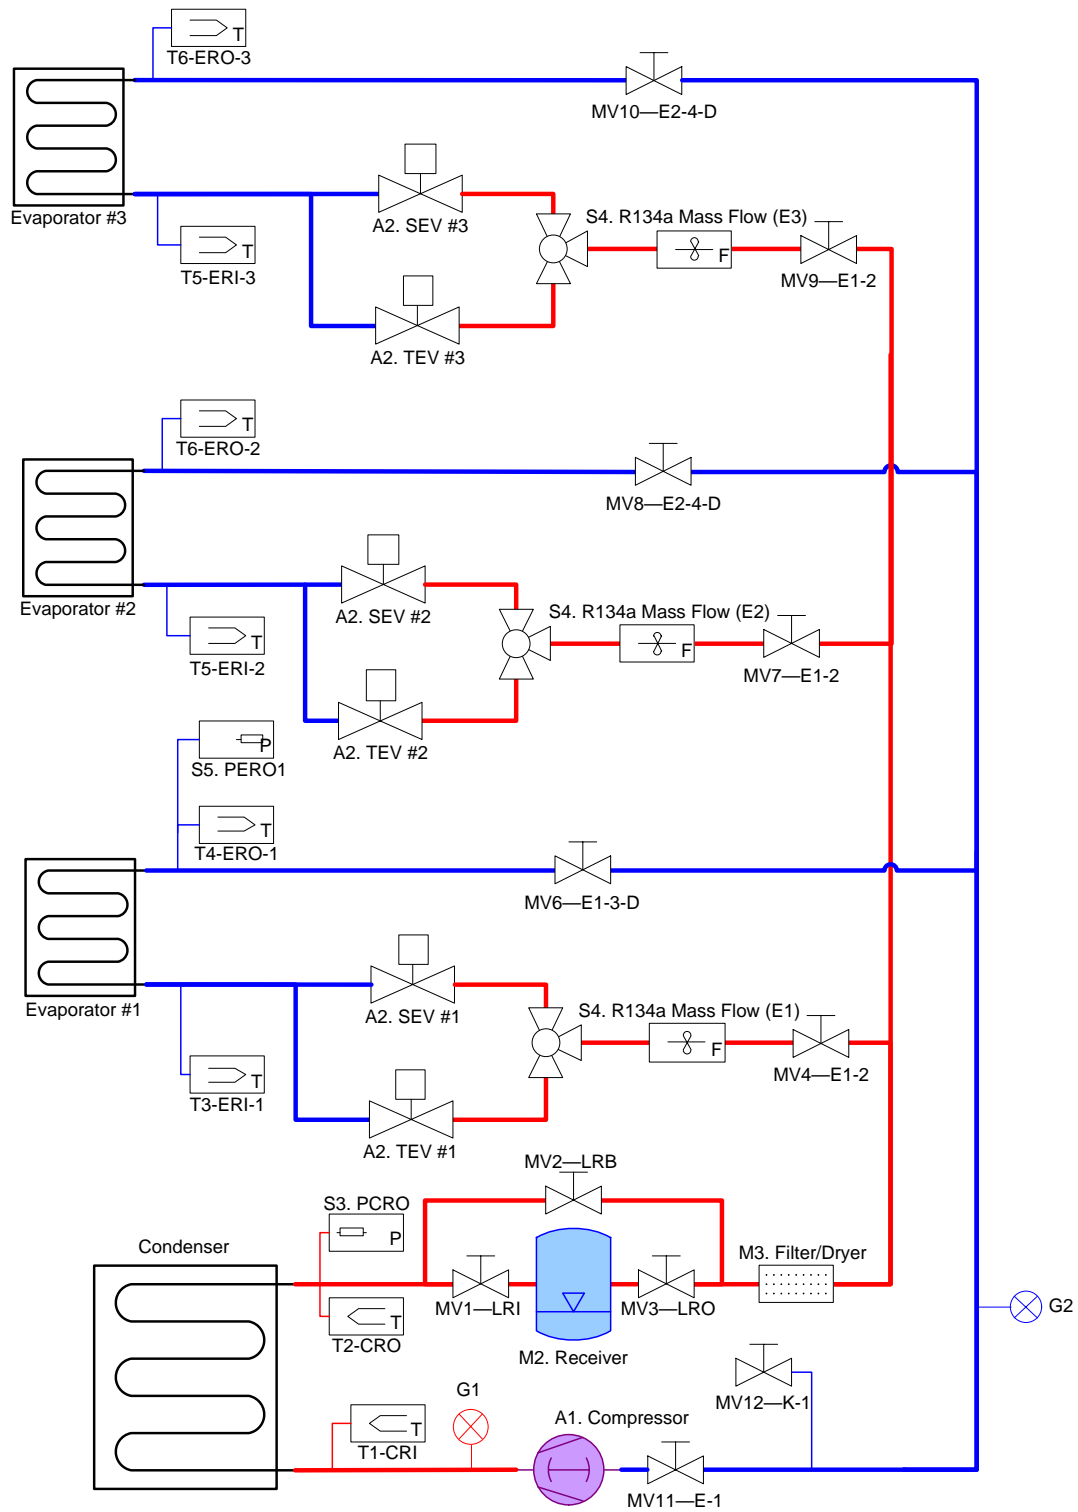 T
T6-ERO-3
MV10—E2-4-D
Evaporator #3
A2. SEV #3
S4. R134a Mass Flow (E3)
F
T
T5-ERI-3
MV9—E1-2
A2. TEV #3
T
T6-ERO-2
MV8—E2-4-D
Evaporator #2
A2. SEV #2
S4. R134a Mass Flow (E2)
F
T
T5-ERI-2
MV7—E1-2
A2. TEV #2
P
S5. PERO1
T
T4-ERO-1
MV6—E1-3-D
Evaporator #1
A2. SEV #1
S4. R134a Mass Flow (E1)
F
T
T3-ERI-1
MV4—E1-2
A2. TEV #1
MV2—LRB
S3. PCRO
P
Condenser
M3. Filter/Dryer
MV1—LRI
MV3—LRO
T
T2-CRO
M2. Receiver
G2
G1
MV12—K-1
A1. Compressor
T
T1-CRI
MV11—E-1